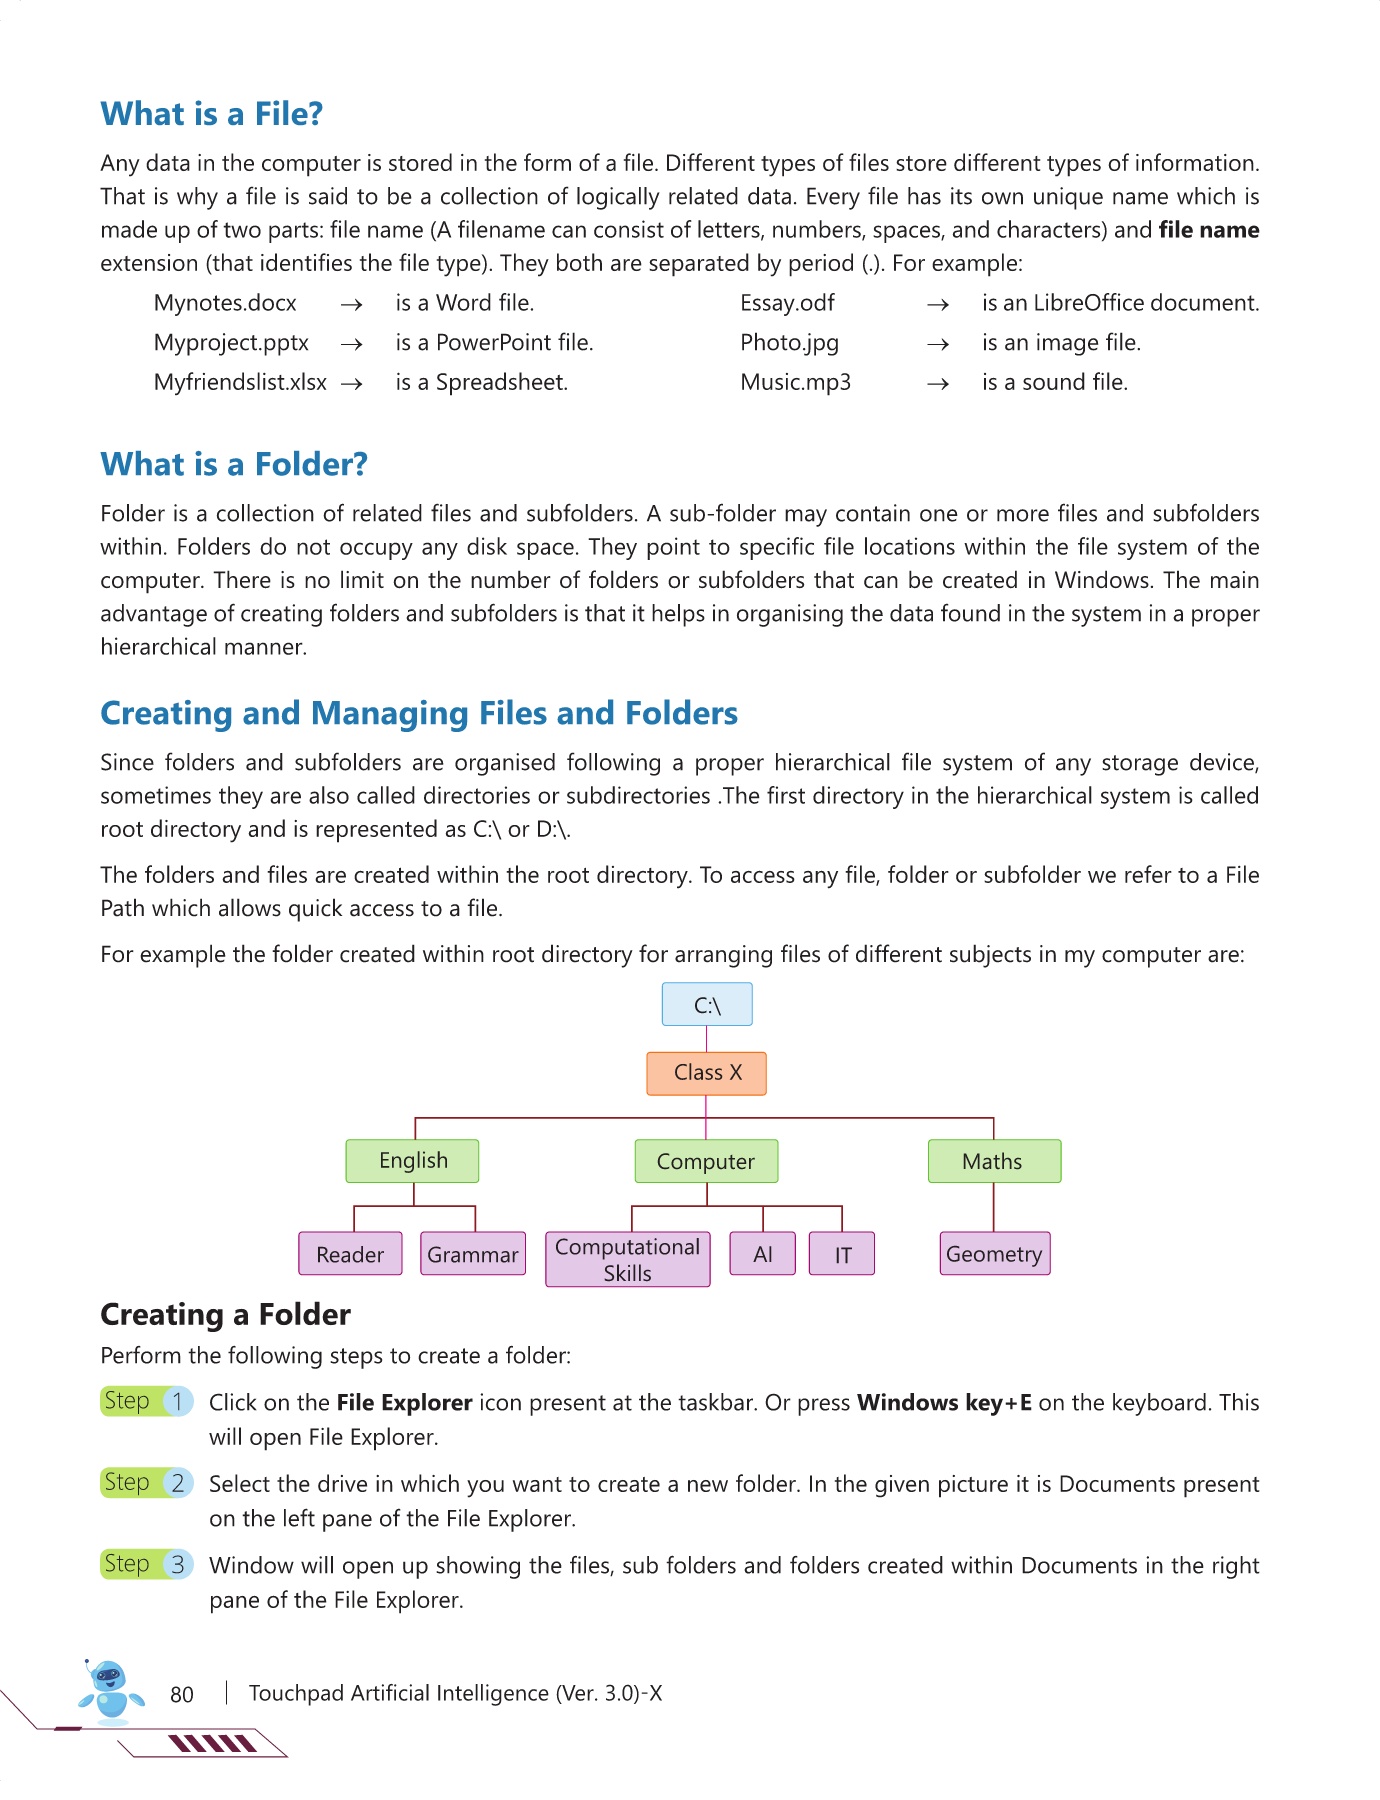 What is a File?
Any data in the computer is stored in the form of a file. Different types of files store different types of information.
That is why a file is said to be a collection of logically related data. Every file has its own unique name which is
made up of two parts: file name (A filename can consist of letters, numbers, spaces, and characters) and file name
extension (that identifies the file type). They both are separated by period (.). For example:
Mynotes.docx → is a Word file. Essay.odf → is an LibreOffice document.
Myproject.pptx → is a PowerPoint file. Photo.jpg → is an image file.
Myfriendslist.xlsx → is a Spreadsheet. Music.mp3 → is a sound file.
What is a Folder?
Folder is a collection of related files and subfolders. A sub-folder may contain one or more files and subfolders
within. Folders do not occupy any disk space. They point to specific file locations within the file system of the
computer. There is no limit on the number of folders or subfolders that can be created in Windows. The main
advantage of creating folders and subfolders is that it helps in organising the data found in the system in a proper
hierarchical manner.
Creating and Managing Files and Folders
Since folders and subfolders are organised following a proper hierarchical file system of any storage device,
sometimes they are also called directories or subdirectories .The first directory in the hierarchical system is called
root directory and is represented as C:\ or D:\.
The folders and files are created within the root directory. To access any file, folder or subfolder we refer to a File
Path which allows quick access to a file.
For example the folder created within root directory for arranging files of different subjects in my computer are:
C:\
Class X
English Computer Maths
Reader Grammar Computational Skills AI IT Geometry
Creating a Folder
Perform the following steps to create a folder:
Step 1 Click on the File Explorer icon present at the taskbar. Or press Windows key+E on the keyboard. This
will open File Explorer.
Step 2 Select the drive in which you want to create a new folder. In the given picture it is Documents present
on the left pane of the File Explorer.
Step 3 Window will open up showing the files, sub folders and folders created within Documents in the right
pane of the File Explorer.
80 | Touchpad Artificial Intelligence (Ver. 3.0)-X